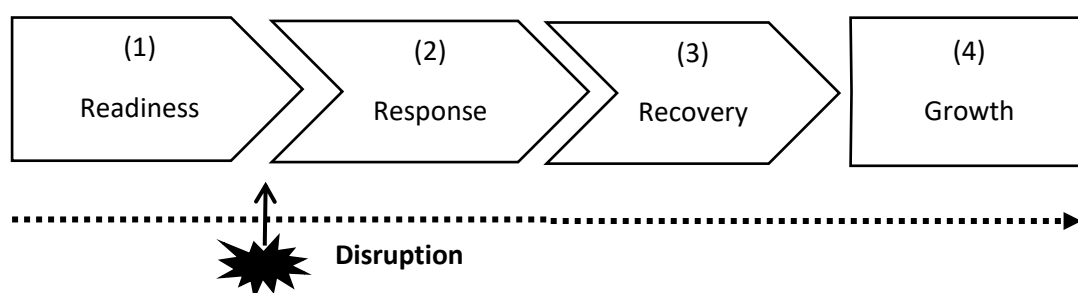 (1)
Readiness
(2)
Response
(3)
Recovery
(4)
Growth
Disruption